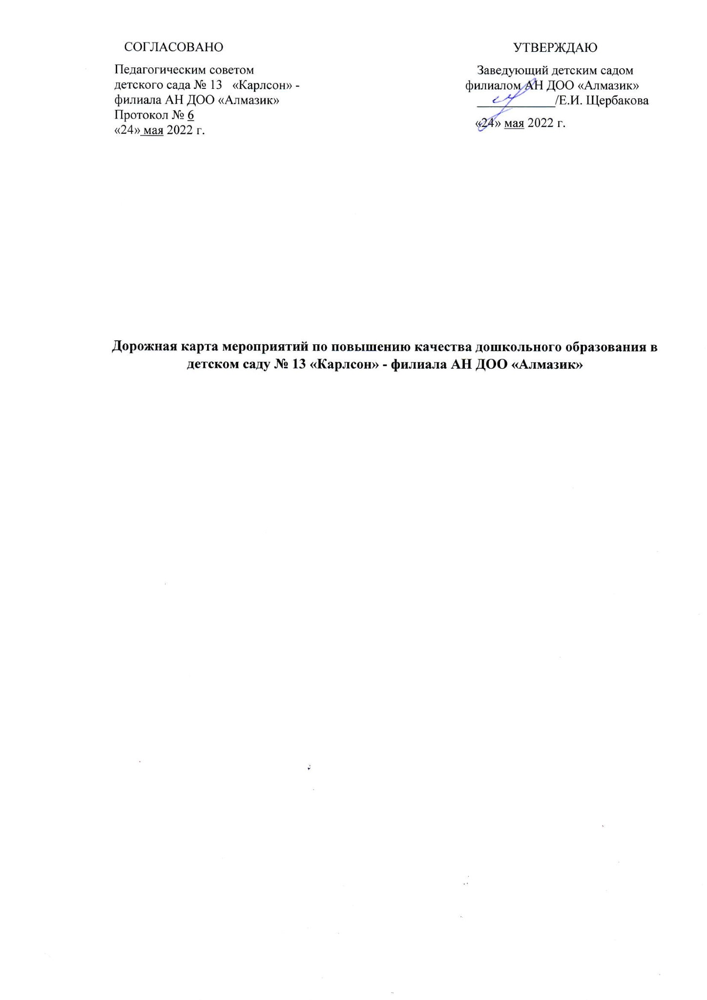 СОГЛАСОВАНО
Педагогическим советом
детского сада № 13 «Карлсон» -
филиала АН ДОО «Алмазик»
Протокол № 6
«24» мая 2022 г.
УТВЕРЖДАЮ
Заведующий детским садом
филиалом АН ДОО «Алмазик»
____________/Е.И. Щербакова
«24» мая 2022 г.
Дорожная карта мероприятий по повышению качества дошкольного образования в
детском саду № 13 «Карлсон» - филиала АН ДОО «Алмазик»